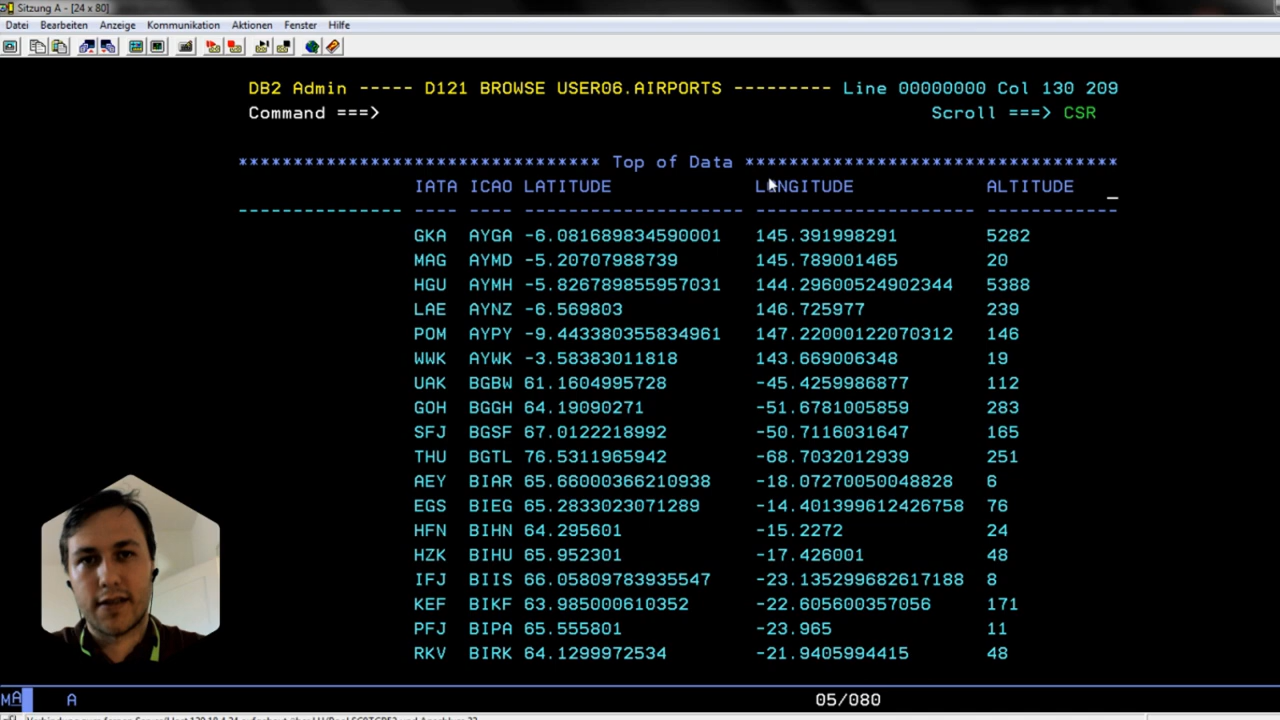 Sitzung A - [24 x 80]
Datei Bearbeiten Anzeige Kommunikation Aktionen Fenster Hilfe
DB2 Admin ----- D121 BROWSE USER06.AIRPORTS --------- Line 00000000 Col 130 209
Command ===> Scroll ===> CSR
********************************* Top of Data **********************************
IATA ICAO LATITUDE LONGITUDE ALTITUDE
--------------- ---- ---- -------------------- -------------------- ------------
GKA AYGA -6.081689834590001 145.391998291 5282
MAG AYMD -5.20707988739 145.789001465 20
HGU AYMH -5.826789855957031 144.29600524902344 5388
LAE AYNZ -6.569803 146.725977 239
POM AYPY -9.443380355834961 147.22000122070312 146
WWK AYWK -3.58383011818 143.669006348 19
UAK BGBW 61.1604995728 -45.4259986877 112
GOH BGGH 64.19090271 -51.6781005859 283
SFJ BGSF 67.0122218992 -50.7116031647 165
THU BGTL 76.5311965942 -68.7032012939 251
AEY BIAR 65.66000366210938 -18.07270050048828 6
EGS BIEG 65.2833023071289 -14.401399612426758 76
HFN BIHN 64.295601 -15.2272 24
HZK BIHU 65.952301 -17.426001 48
IFJ BIIS 66.05809783935547 -23.135299682617188 8
KEF BIKF 63.985000610352 -22.605600357056 171
PFJ BIPA 65.555801 -23.965 11
RKV BIRK 64.1299972534 -21.9405994415 48
MA A 05/080